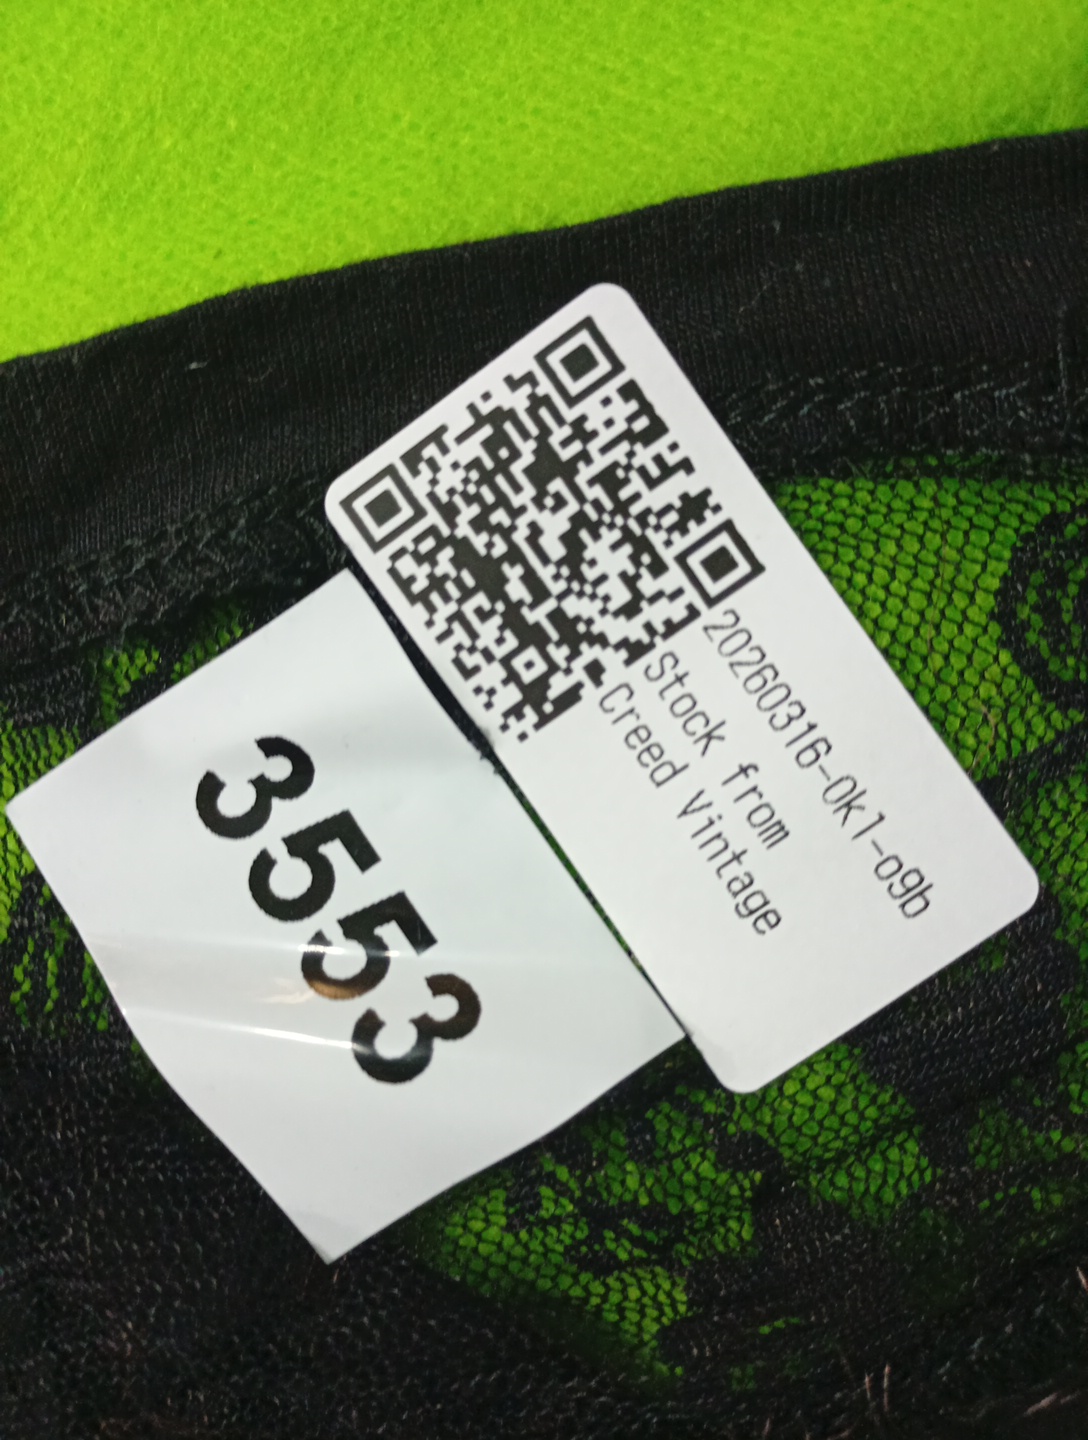 20260316-0k1-o9b
Stock from
Creed Vintage
3553